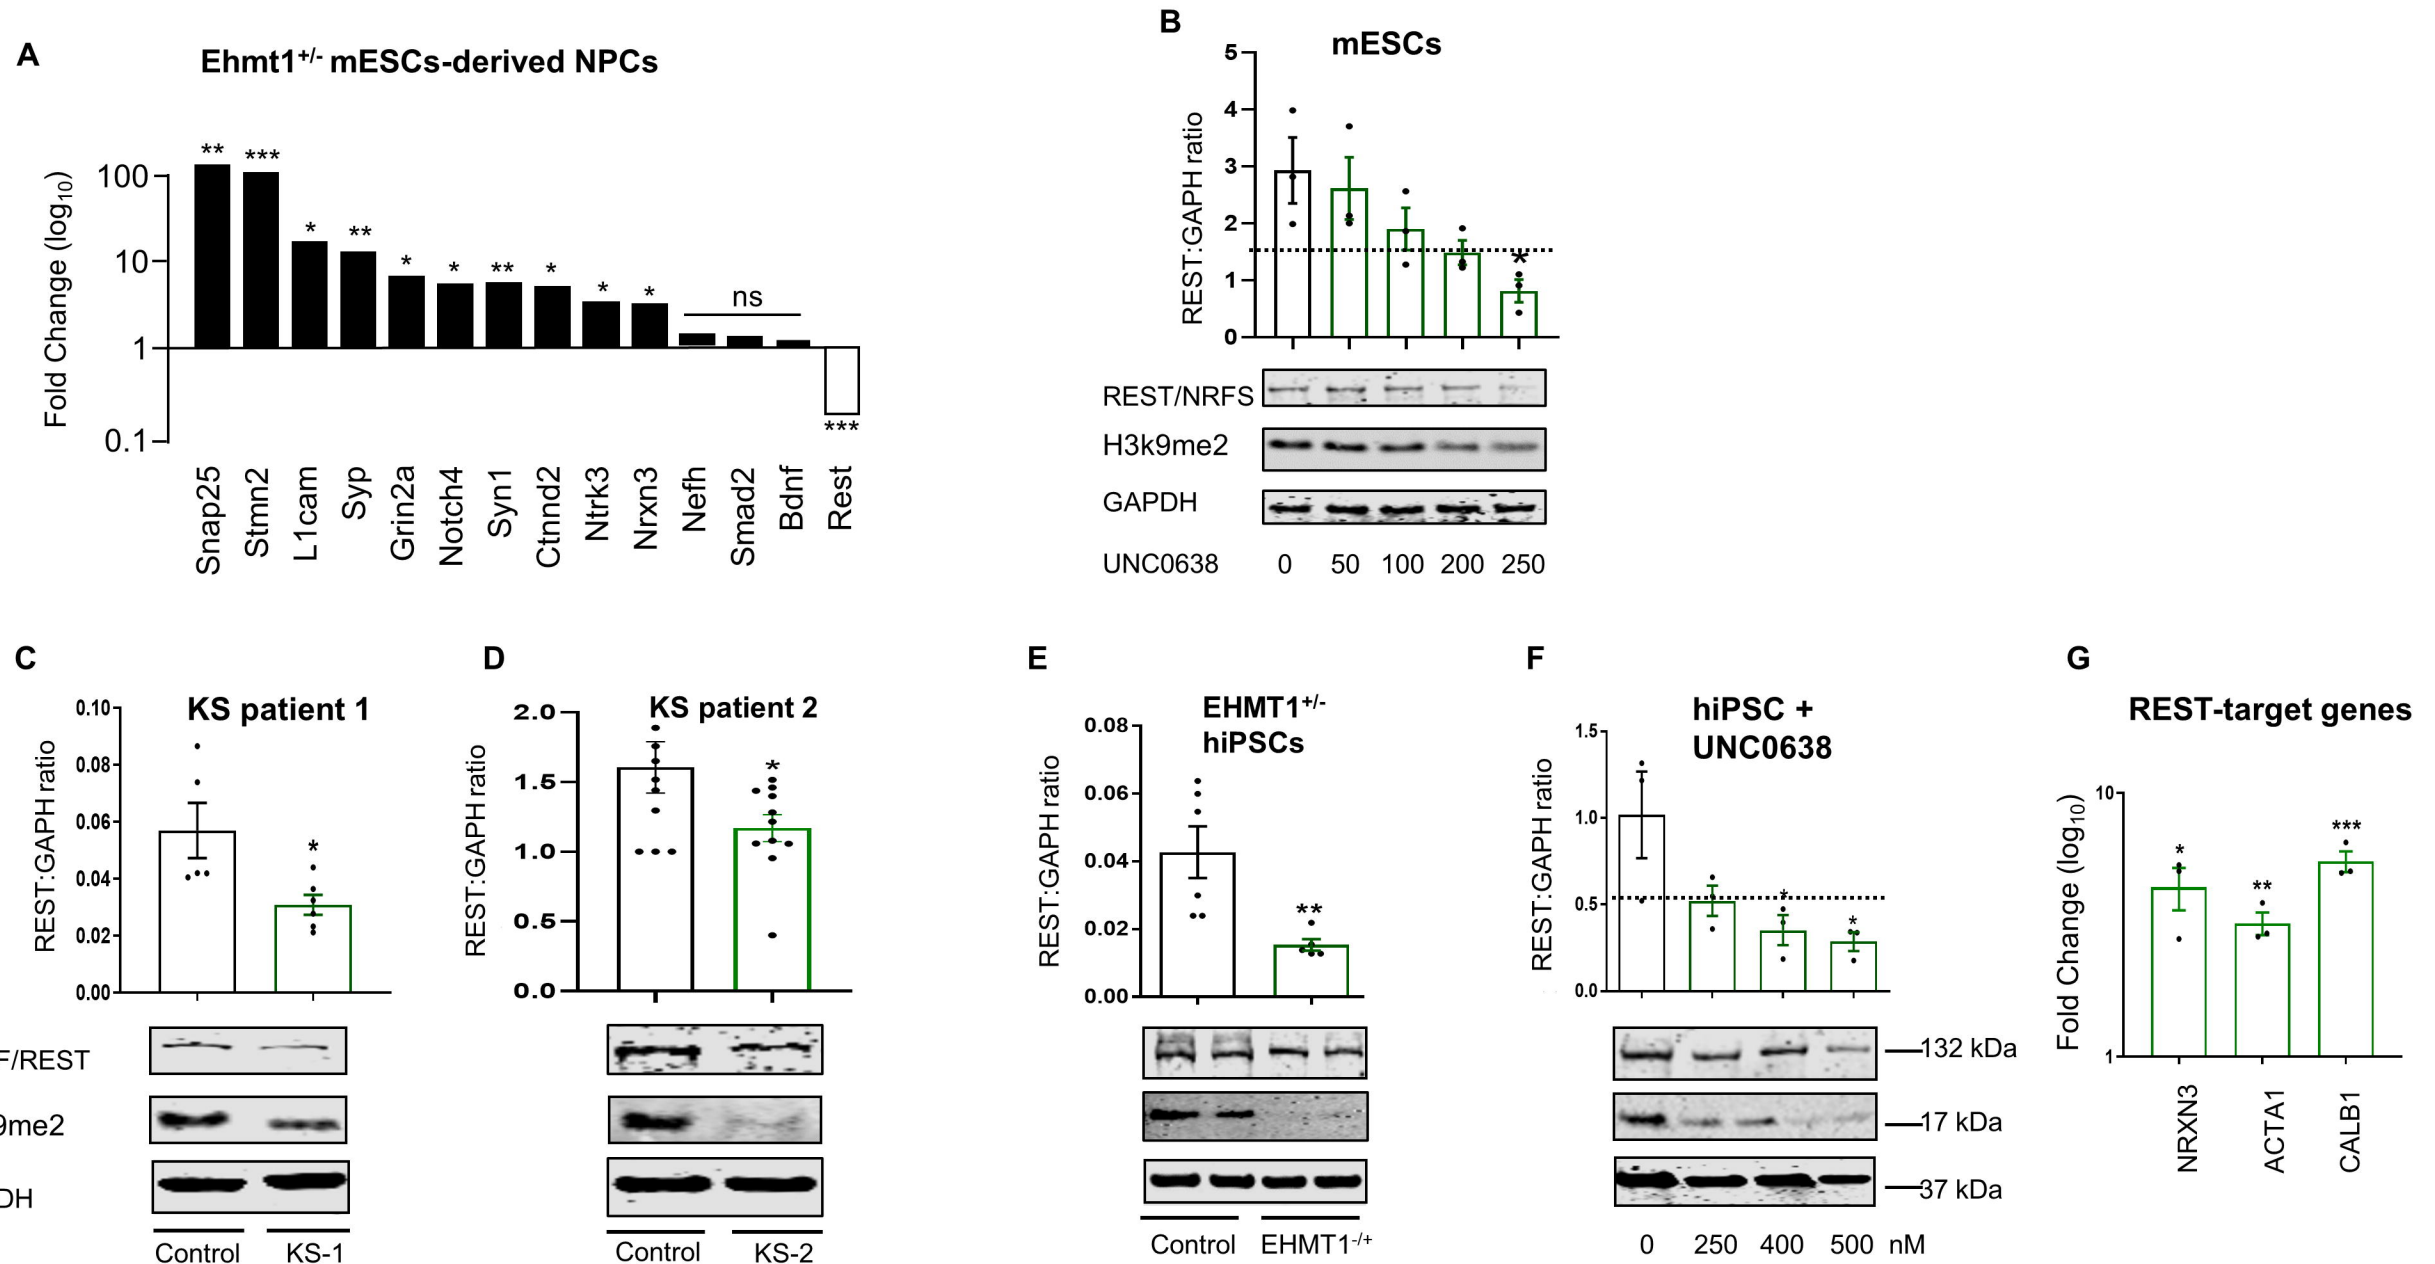 A
Ehmt1+/- mESCs-derived NPCs
Fold Change (log10)
100
10
1
0.1
**
***
*
**
*
*
**
*
*
*
ns
***
Snap25
Stmn2
L1cam
Syp
Grin2a
Notch4
Syn1
Ctnnd2
Ntrk3
Nrxn3
Nefh
Smad2
Bdnf
Rest
B
mESCs
REST:GAPH ratio
5
4
3
2
1
0
*
REST/NRFS
H3k9me2
GAPDH
UNC0638 0 50 100 200 250
C
KS patient 1
REST:GAPH ratio
0.10
0.08
0.06
0.04
0.02
0.00
*
F/REST
9me2
DH
Control KS-1
D
KS patient 2
REST:GAPH ratio
2.0
1.5
1.0
0.5
0.0
*
Control KS-2
E
EHMT1+/-
hiPSCs
REST:GAPH ratio
0.08
0.06
0.04
0.02
0.00
**
Control EHMT1-/+
F
hiPSC +
UNC0638
REST:GAPH ratio
1.5
1.0
0.5
0.0
*
*
132 kDa
17 kDa
37 kDa
0 250 400 500 nM
G
REST-target genes
Fold Change (log10)
10
1
*
**
***
NRXN3
ACTA1
CALB1